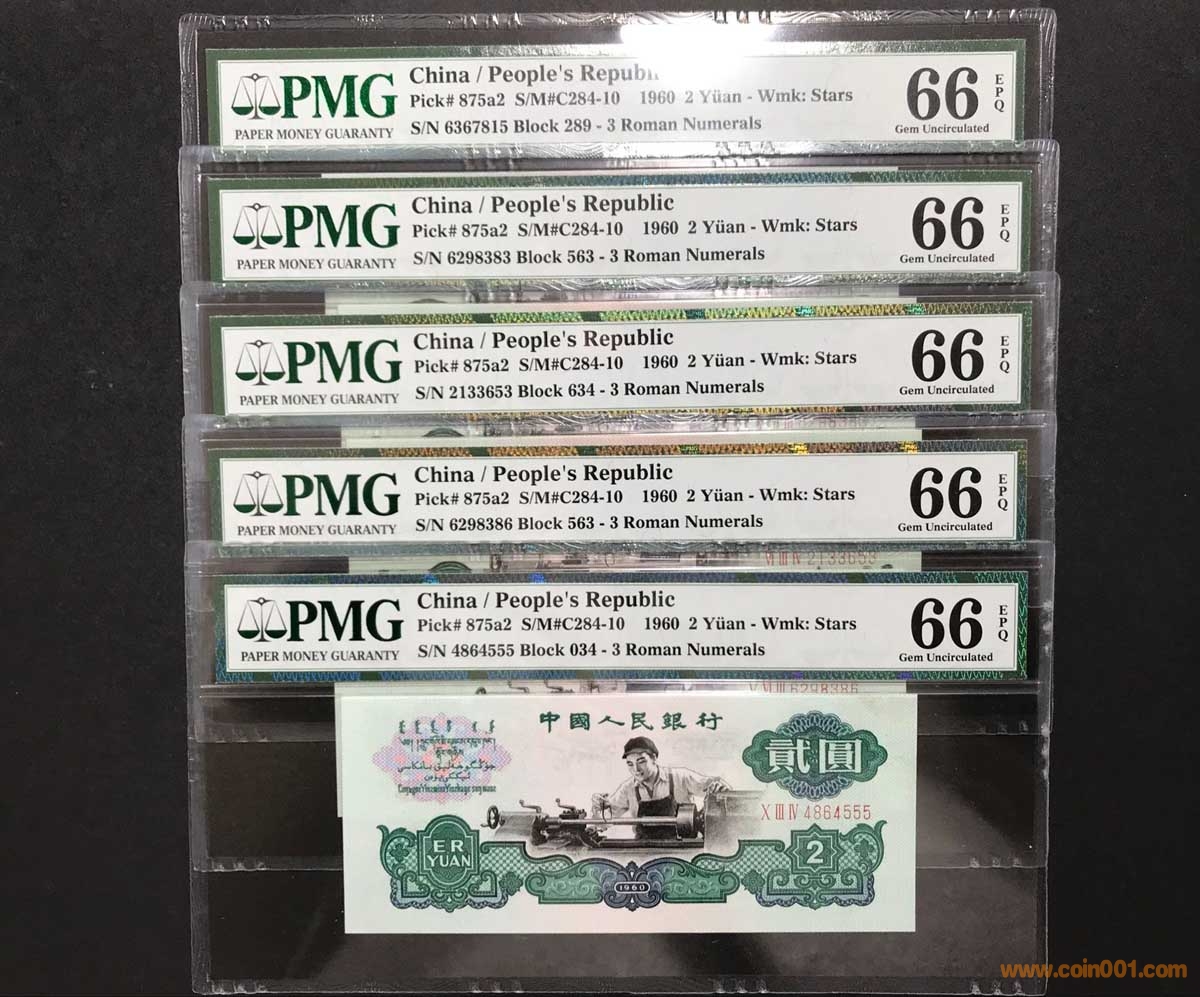 PMG
PAPER MONEY GUARANTY
China / People's
Pick# 875a2 S/M#C284-10 1960 2 Yüan - Wmk: Stars
S/N 6367815 Block 289 - 3 Roman Numerals
66 EPQ
Gem Uncirculated
PMG
PAPER MONEY GUARANTY
China / People's Republic
Pick# 875a2 S/M#C284-10 1960 2 Yüan - Wmk: Stars
S/N 6298383 Block 563 - 3 Roman Numerals
66 EPQ
Gem Uncirculated
PMG
PAPER MONEY GUARANTY
China / People's Republic
Pick# 875a2 S/M#C284-10 1960 2 Yüan - Wmk: Stars
S/N 2133653 Block 634 - 3 Roman Numerals
66 EPQ
Gem Uncirculated
PMG
PAPER MONEY GUARANTY
China / People's Republic
Pick# 875a2 S/M#C284-10 1960 2 Yüan - Wmk: Stars
S/N 6298386 Block 563 - 3 Roman Numerals
66 EPQ
Gem Uncirculated
VI III IV 2133653
PMG
PAPER MONEY GUARANTY
China / People's Republic
Pick# 875a2 S/M#C284-10 1960 2 Yüan - Wmk: Stars
S/N 4864555 Block 034 - 3 Roman Numerals
66 EPQ
Gem Uncirculated
6298386
中國人民銀行
貳圓
X III IV 4864555
ER
YUAN
2
1960
www.coin001.com